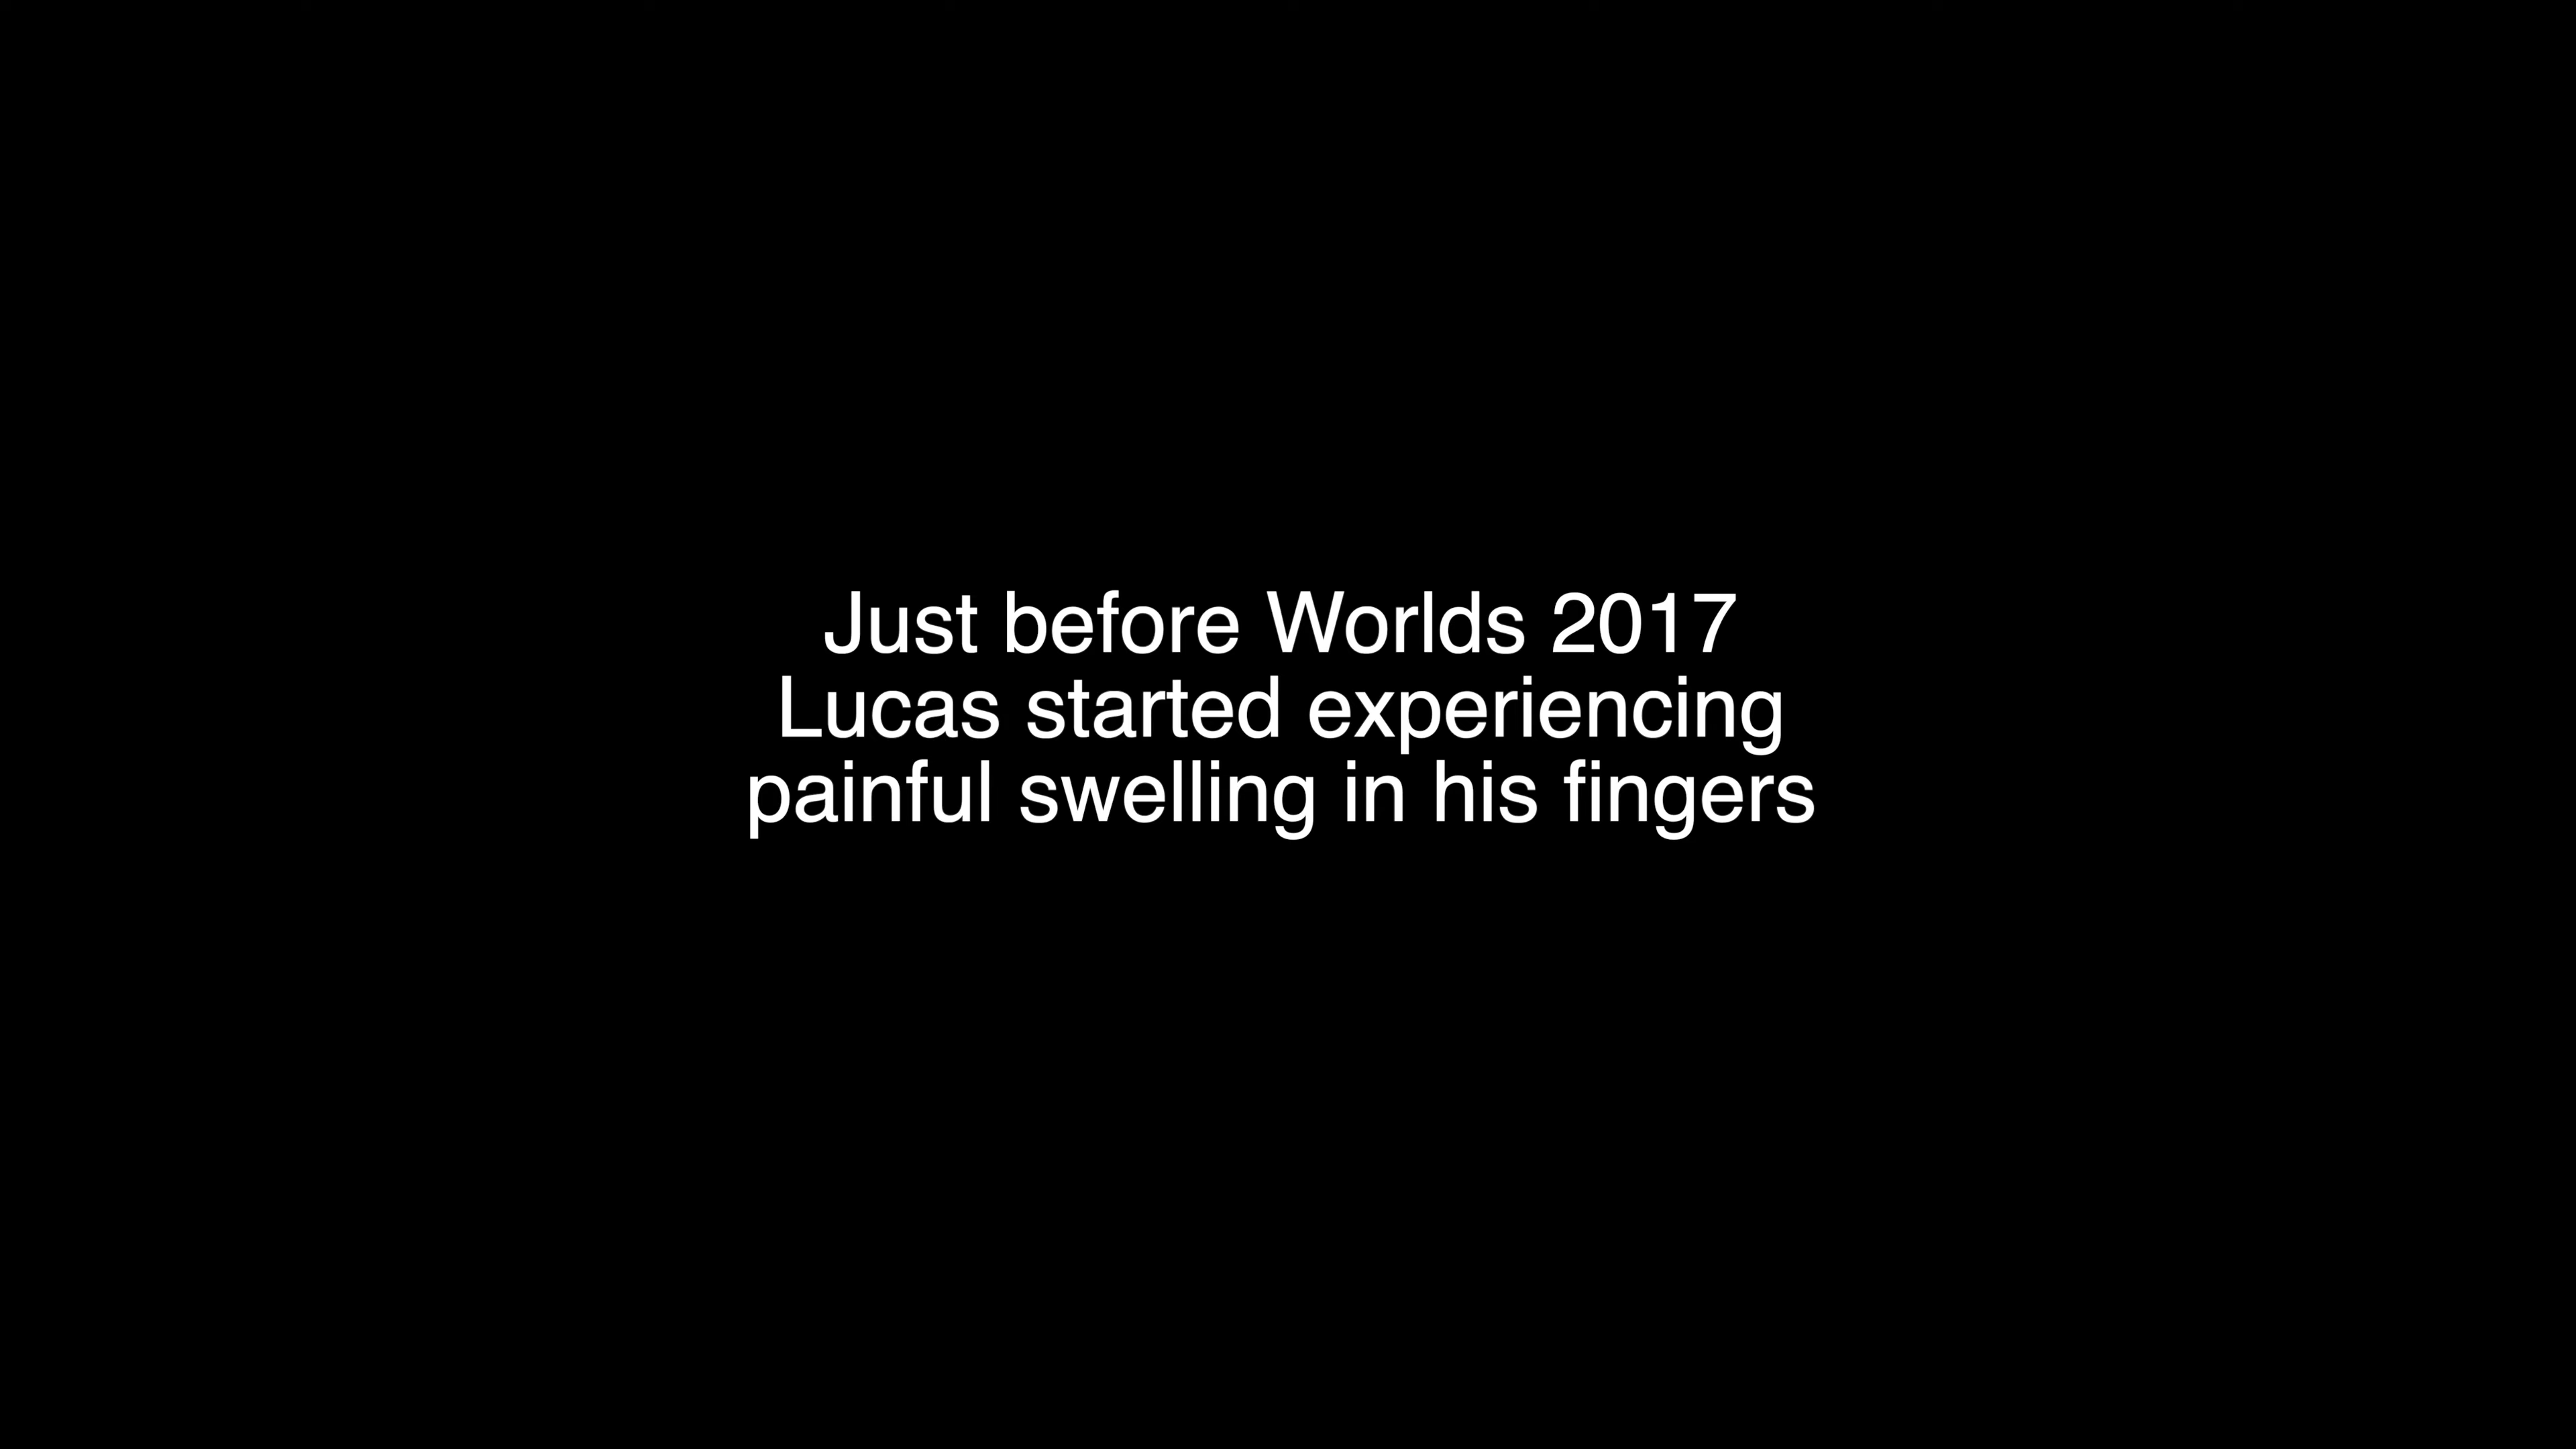 Just before Worlds 2017
Lucas started experiencing
painful swelling in his fingers